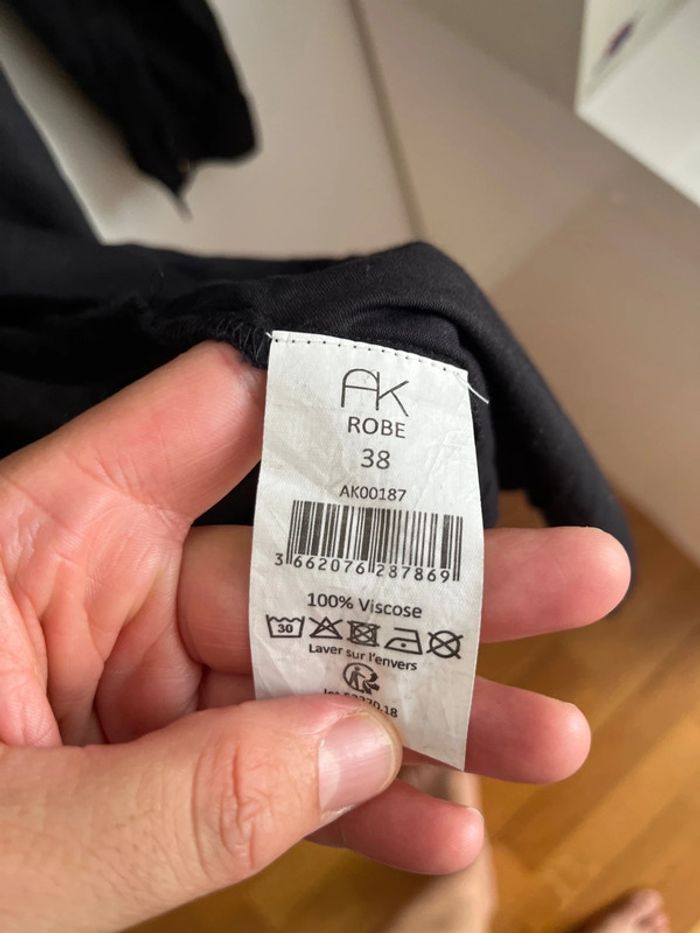 AK
ROBE
38
AK00187
3 662076 287869
100% Viscose
30
Laver sur l'envers